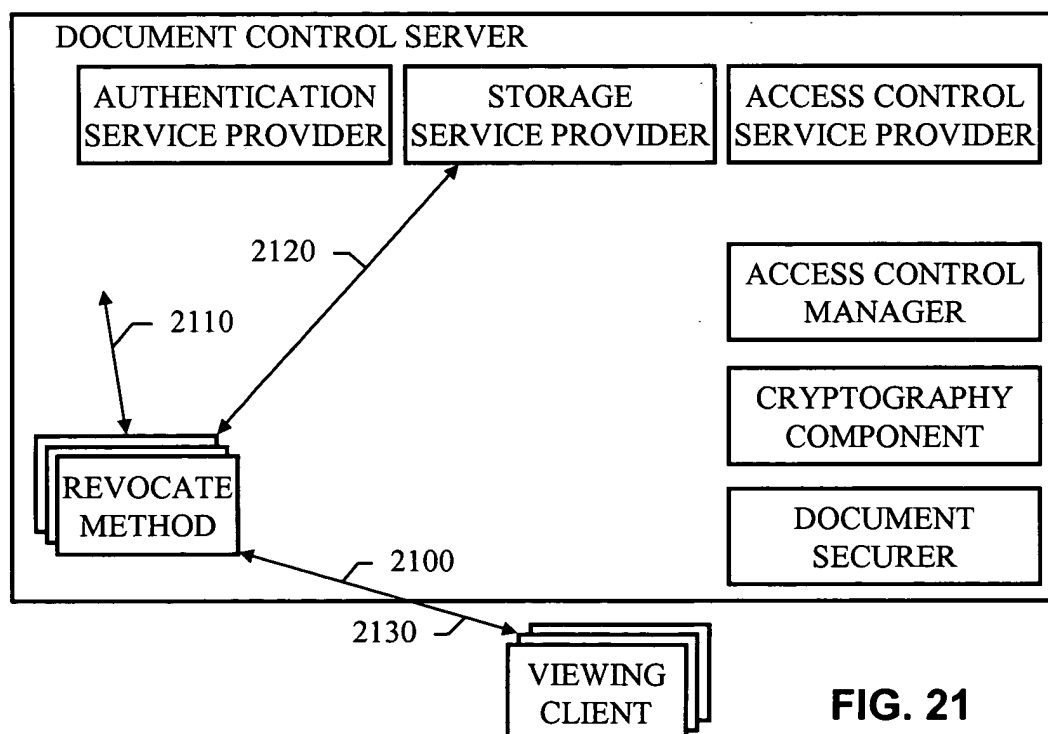 DOCUMENT CONTROL SERVER
AUTHENTICATION
SERVICE PROVIDER
STORAGE
SERVICE PROVIDER
ACCESS CONTROL
SERVICE PROVIDER
2120
2110
ACCESS CONTROL
MANAGER
CRYPTOGRAPHY
COMPONENT
REVOCATE
METHOD
DOCUMENT
SECURER
2100
2130
VIEWING
CLIENT
FIG. 21